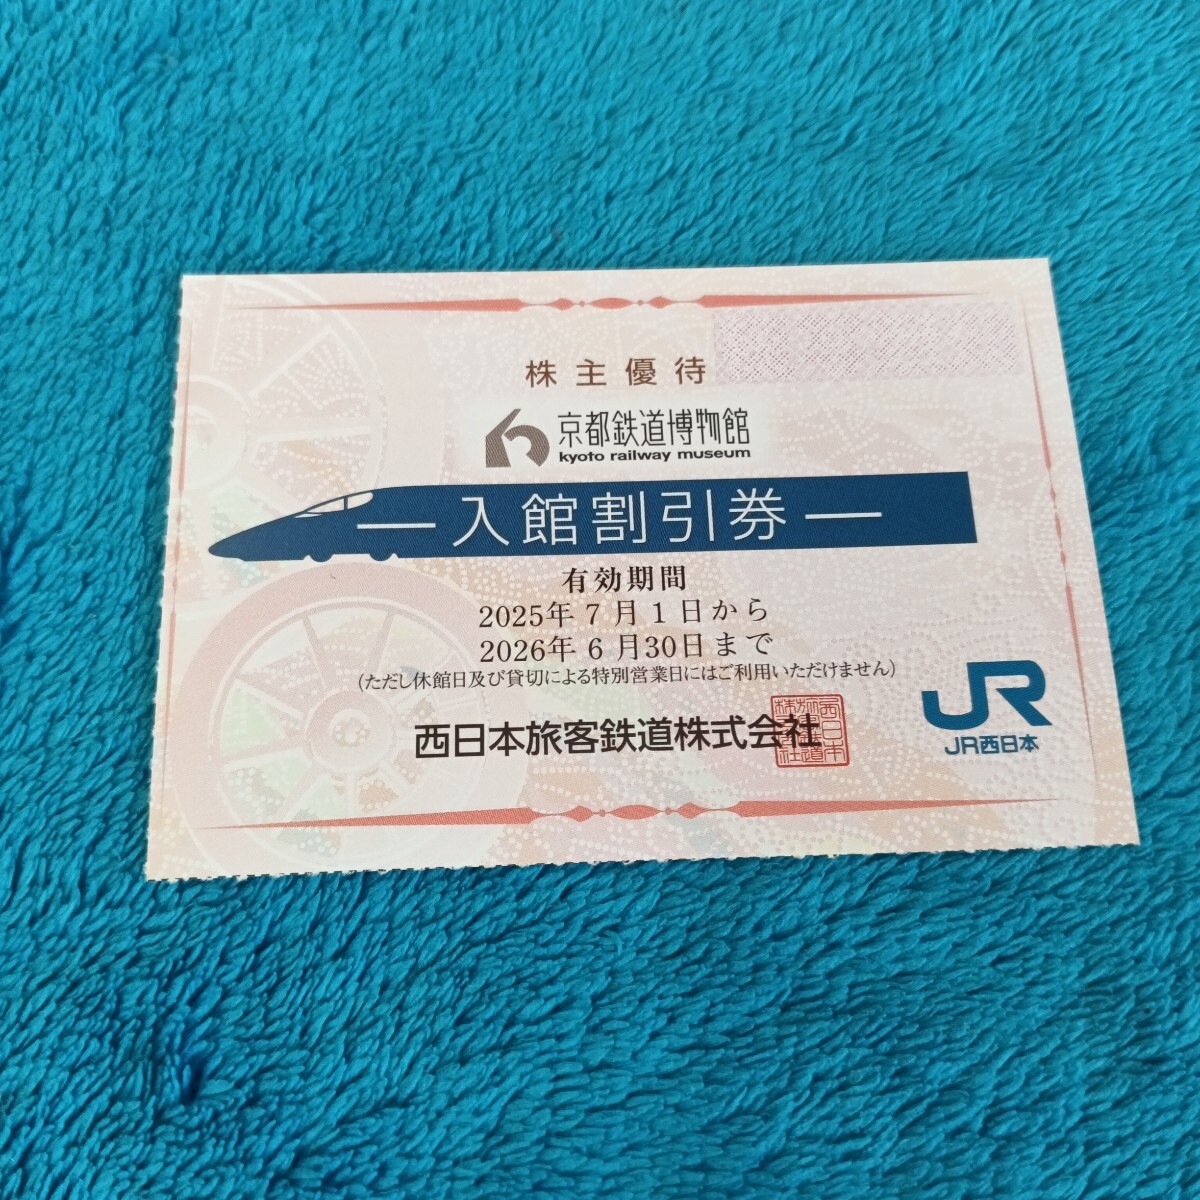 株主優待
京都鉄道博物館
kyoto railway museum
―入館割引券―
有効期間
2025年7月1日から
2026年6月30日まで
(ただし休館日及び貸切による特別営業日にはご利用いただけません)
西日本旅客鉄道株式会社
JR
JR西日本